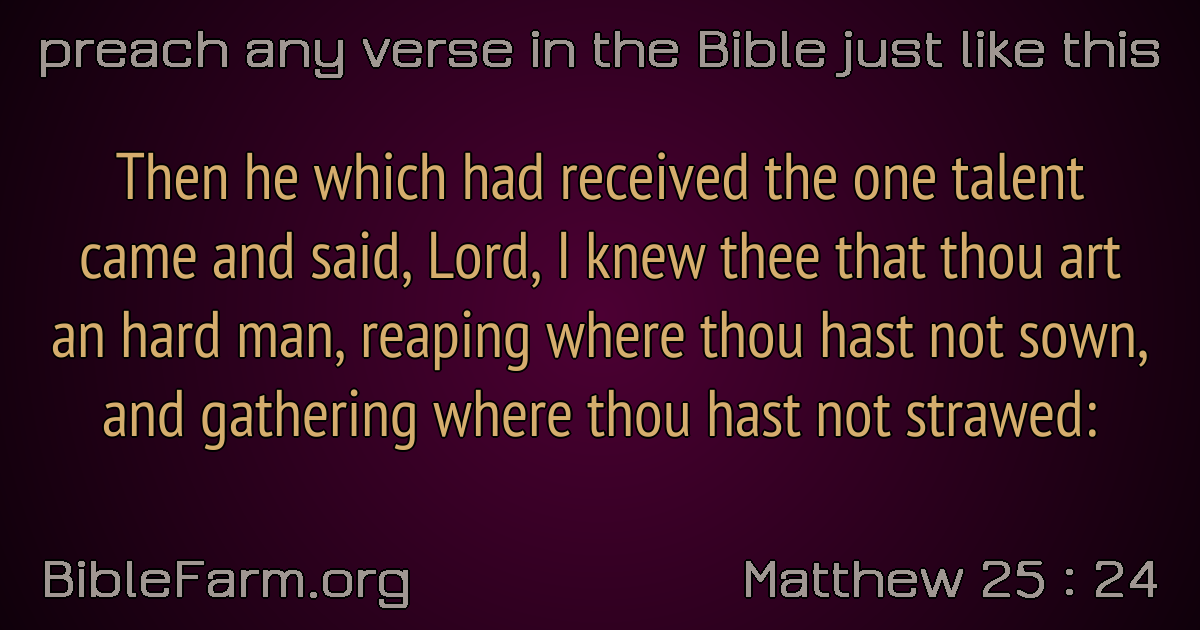 preach any verse in the Bible just like this
Then he which had received the one talent
came and said, Lord, I knew thee that thou art
an hard man, reaping where thou hast not sown,
and gathering where thou hast not strawed:
BibleFarm.org
Matthew 25 : 24